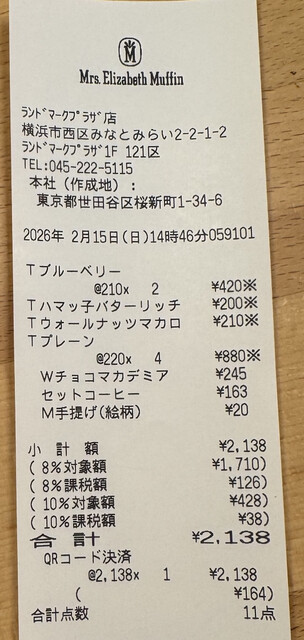 M
Mrs. Elizabeth Muffin
ﾗﾝﾄﾞﾏｰｸﾌﾟﾗｻﾞ店
横浜市西区みなとみらい2-2-1-2
ﾗﾝﾄﾞﾏｰｸﾌﾟﾗｻﾞ1F 121区
TEL:045-222-5115
本社（作成地）：
東京都世田谷区桜新町1-34-6
2026年 2月15日(日)14時46分059101
Tブルーベリー
@210x 2 ¥420※
Tハマッ子バターリッチ ¥200※
Tウォールナッツマカロ ¥210※
Tプレーン
@220x 4 ¥880※
Wチョコマカデミア ¥245
セットコーヒー ¥163
M手提げ(絵柄) ¥20
小 計 額 ¥2,138
( 8％対象額 ¥1,710)
( 8％課税額 ¥126)
( 10％対象額 ¥428)
( 10％課税額 ¥38)
合 計 ¥2,138
QRコード決済
@2,138x 1 ¥2,138
( ¥164)
合計点数 11点